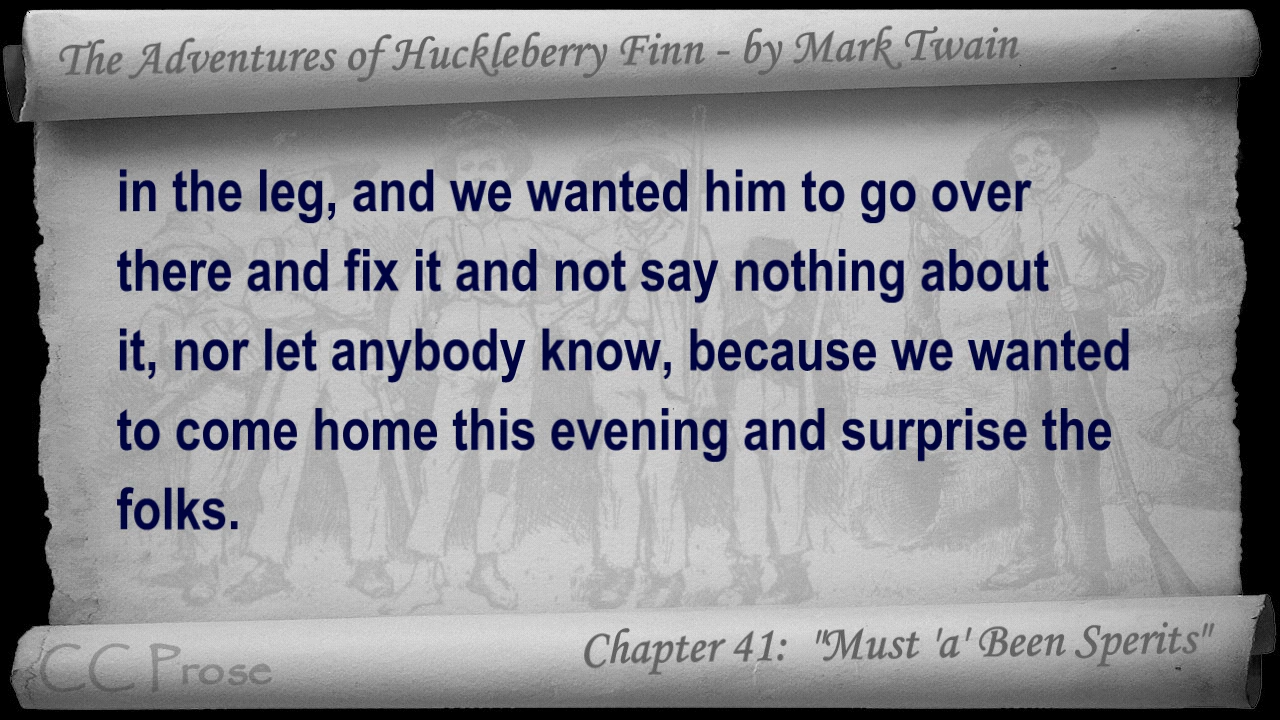 The Adventures of Huckleberry Finn - by Mark Twain
in the leg, and we wanted him to go over
there and fix it and not say nothing about
it, nor let anybody know, because we wanted
to come home this evening and surprise the
folks.
Chapter 41: "Must 'a' Been Sperits"
CC Prose